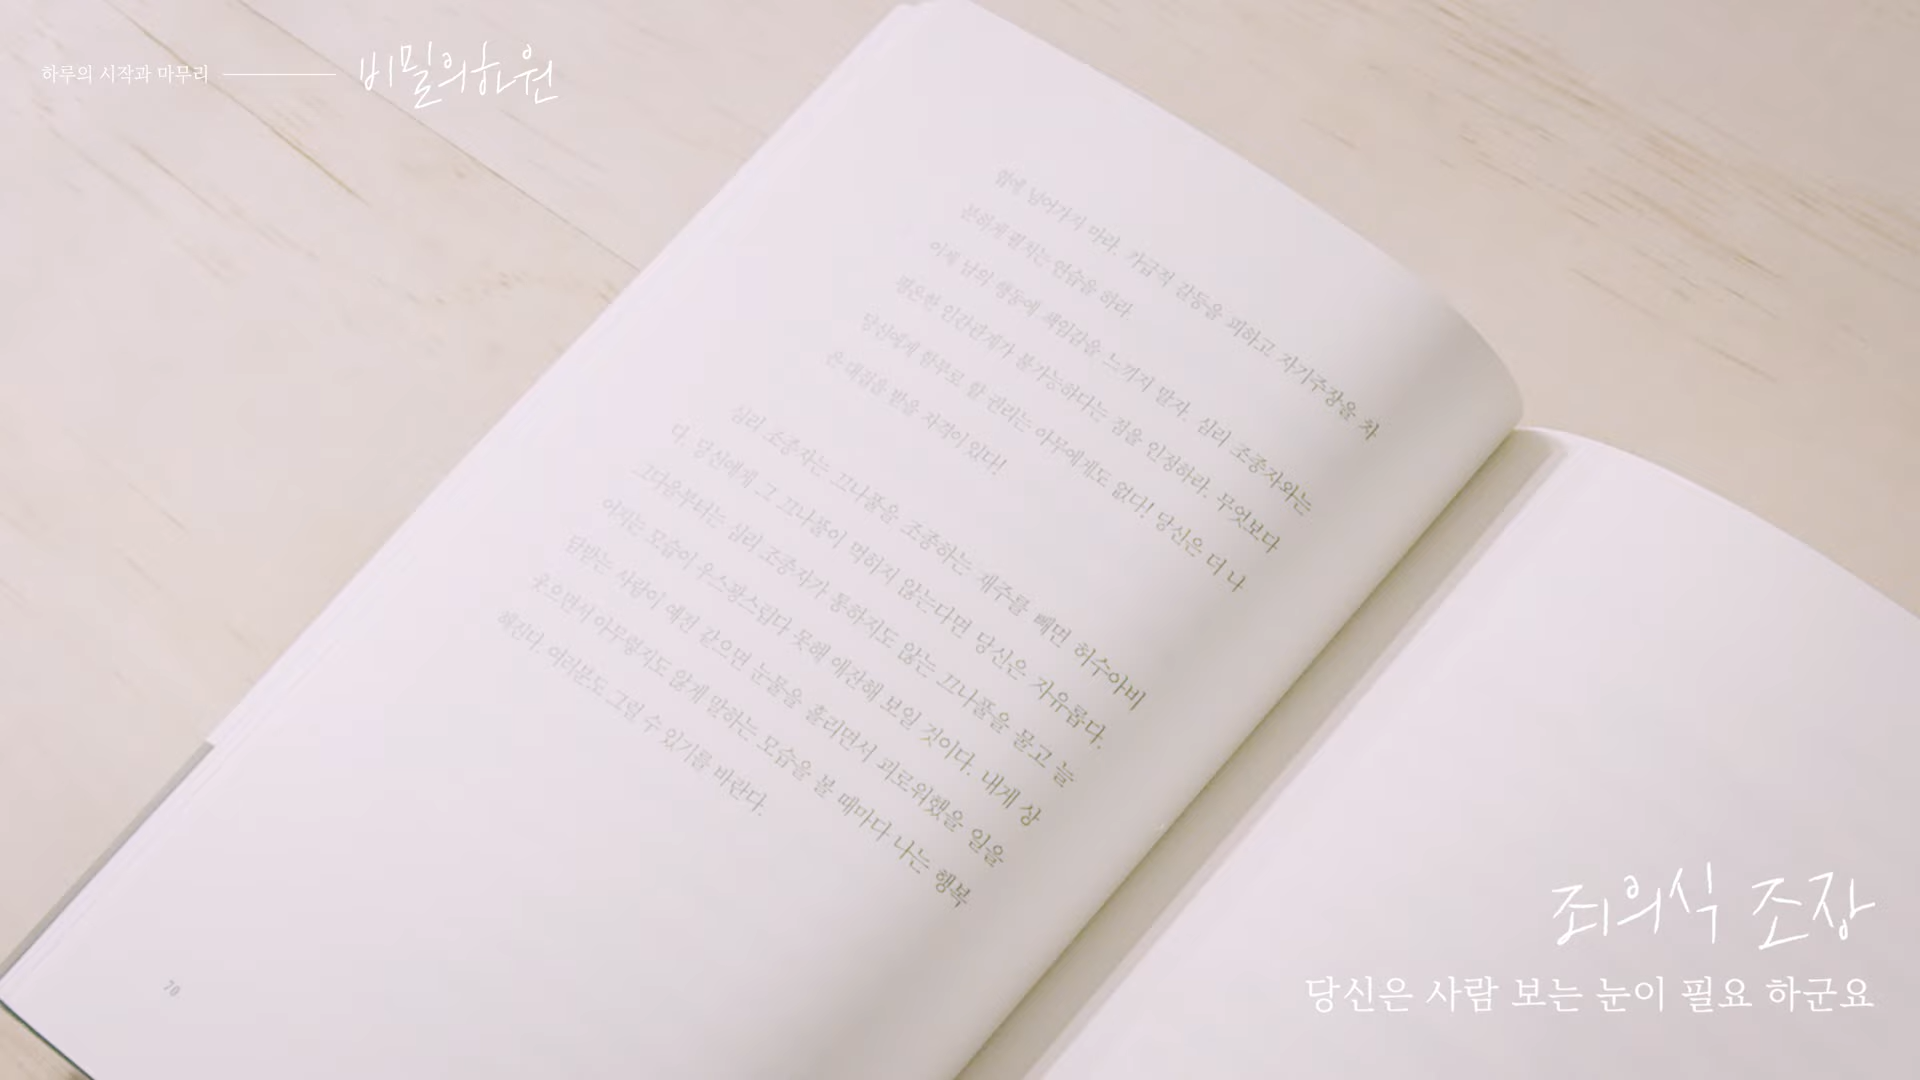 하루의 시작과 마무리
비밀의화원
함에 넘어가지 마라. 가급적 갈등을 피하고 자기주장을 차
분하게 펼치는 연습을 하라.
이제 남의 행동에 책임감을 느끼지 말자. 심리 조종자와는
평온한 인간관계가 불가능하다는 점을 인정하라. 무엇보다
당신에게 함부로 할 권리는 아무에게도 없다! 당신은 더 나
은 대접을 받을 자격이 있다!
심리 조종자는 끄나풀을 조종하는 재주를 빼면 허수아비
다. 당신에게 그 끄나풀이 먹히지 않는다면 당신은 자유롭다.
그다음부터는 심리 조종자가 통하지도 않는 끄나풀을 물고 늘
어지는 모습이 우스꽝스럽다 못해 애잔해 보일 것이다. 내게 상
담받는 사람이 예전 같으면 눈물을 흘리면서 괴로워했을 일을
웃으면서 아무렇지도 않게 말하는 모습을 볼 때마다 나는 행복
해진다. 여러분도 그럴 수 있기를 바란다.
70
죄의식 조장
당신은 사람 보는 눈이 필요 하군요